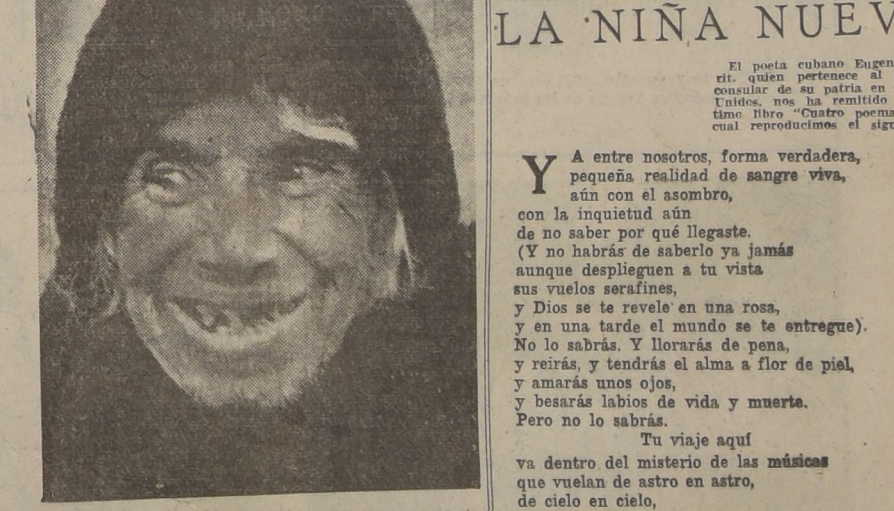 LA NIÑA NUEV
El poeta cubano Eugen
rit, quien pertenece al
consular de su patria en
Unidos, nos ha remitido
timo libro "Cuatro poema
cual reproducimos el sigu
YA entre nosotros, forma verdadera,
pequeña realidad de sangre viva,
aún con el asombro,
con la inquietud aún
de no saber por qué llegaste.
(Y no habrás de saberlo ya jamás
aunque desplieguen a tu vista
sus vuelos serafines,
y Dios se te revele en una rosa,
y en una tarde el mundo se te entregue).
No lo sabrás. Y llorarás de pena,
y reirás, y tendrás el alma a flor de piel,
y amarás unos ojos,
y besarás labios de vida y muerte.
Pero no lo sabrás.
Tu viaje aquí
va dentro del misterio de las músicas
que vuelan de astro en astro,
de cielo en cielo,